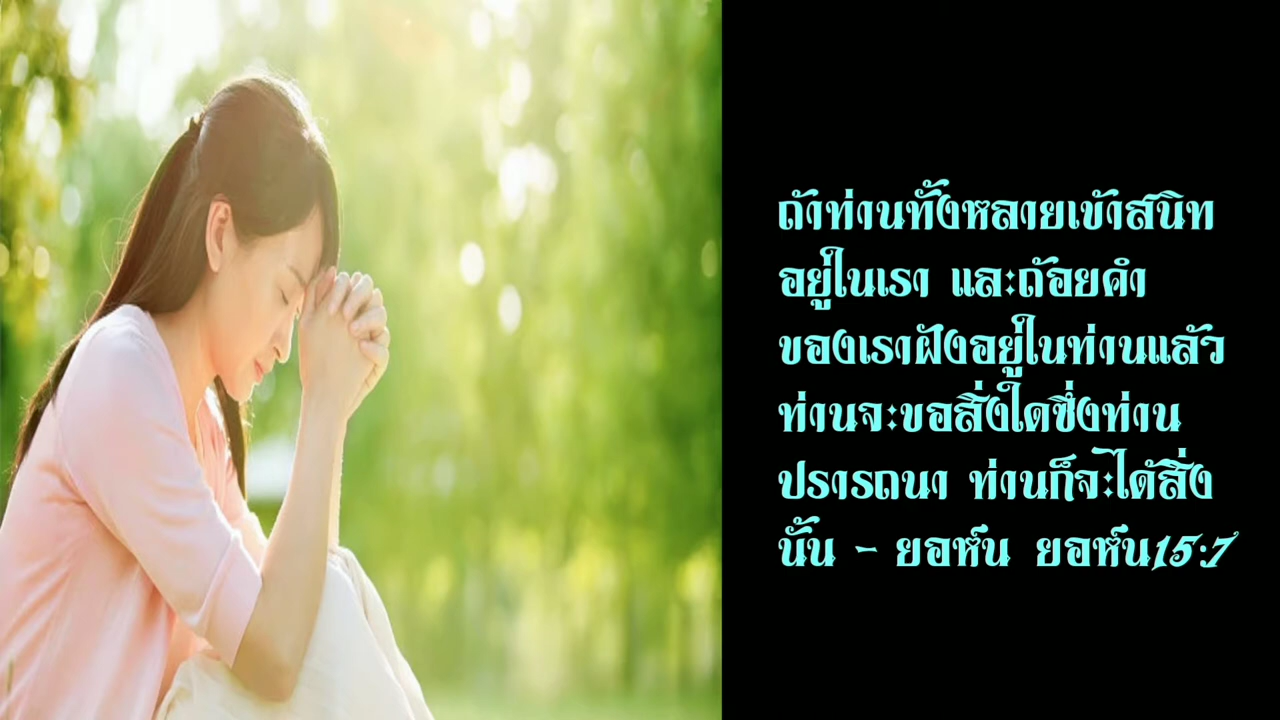 ถ้าท่านทั้งหลายเข้าสนิท
อยู่ในเรา และถ้อยคำ
ของเราฝังอยู่ในท่านแล้ว
ท่านจะขอสิ่งใดซึ่งท่าน
ปรารถนา ท่านก็จะได้สิ่ง
นั้น - ยอห์น ยอห์น15:7